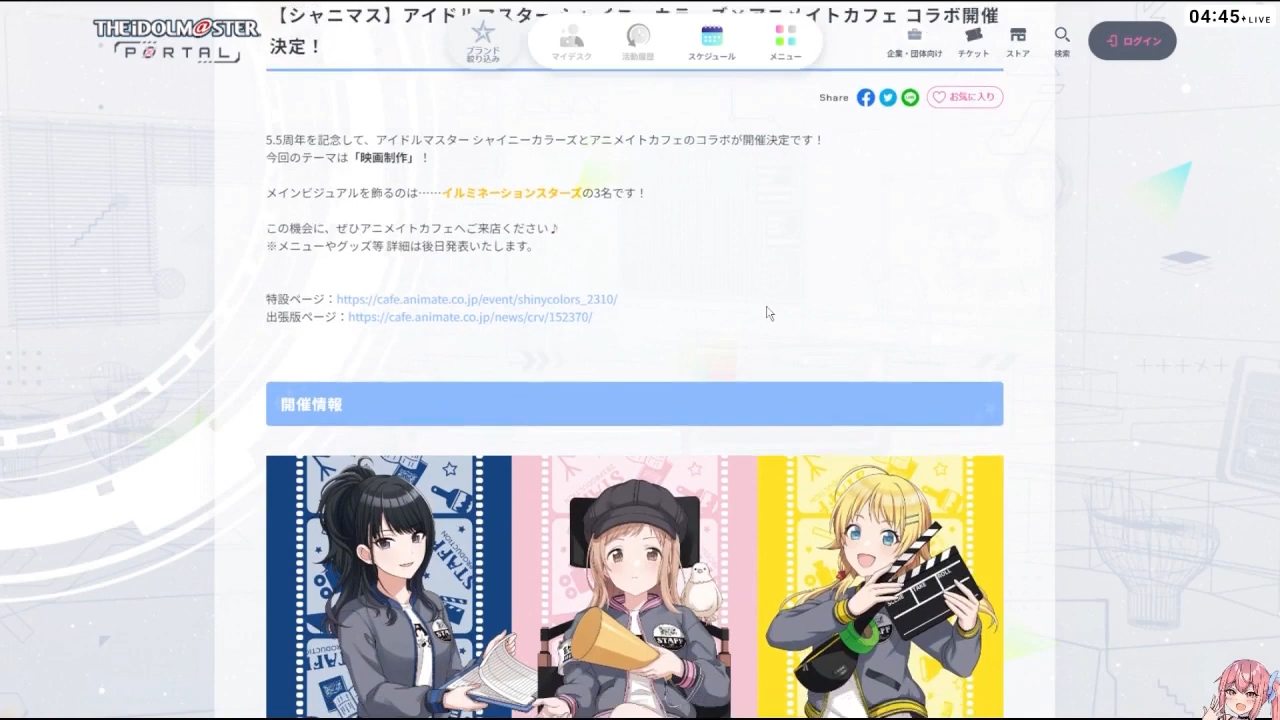 【シャニマス】アイドルマスター シャイニーカラーズ×アニメイトカフェ コラボ開催
決定！
THE iDOLM@STER
PORTAL
ブランド
絞り込み
マイデスク
活動履歴
スケジュール
メニュー
企業・団体向け
チケット
ストア
検索
ログイン
04:45
LIVE
Share
お気に入り
5.5周年を記念して、アイドルマスター シャイニーカラーズとアニメイトカフェのコラボが開催決定です！
今回のテーマは「映画制作」！
メインビジュアルを飾るのは……イルミネーションスターズの3名です！
この機会に、ぜひアニメイトカフェへご来店ください♪
※メニューやグッズ等 詳細は後日発表いたします。
特設ページ：https://cafe.animate.co.jp/event/shinycolors_2310/
出張版ページ：https://cafe.animate.co.jp/news/crv/152370/
開催情報
STAFF
SCENE TAKE ROLL